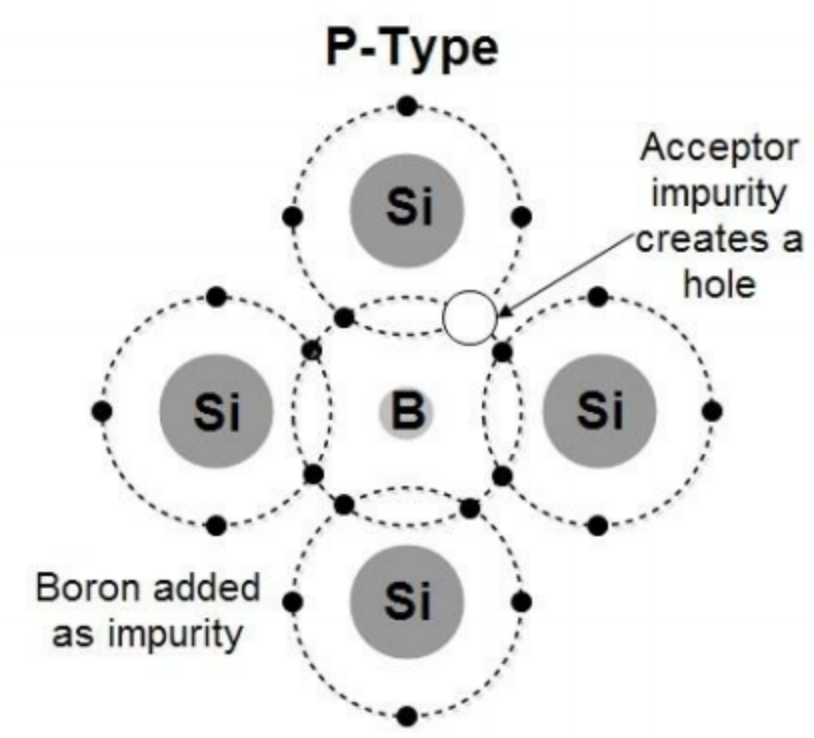 P-Type
Si
Acceptor
impurity
creates a
hole
Si
B
Si
Si
Boron added
as impurity